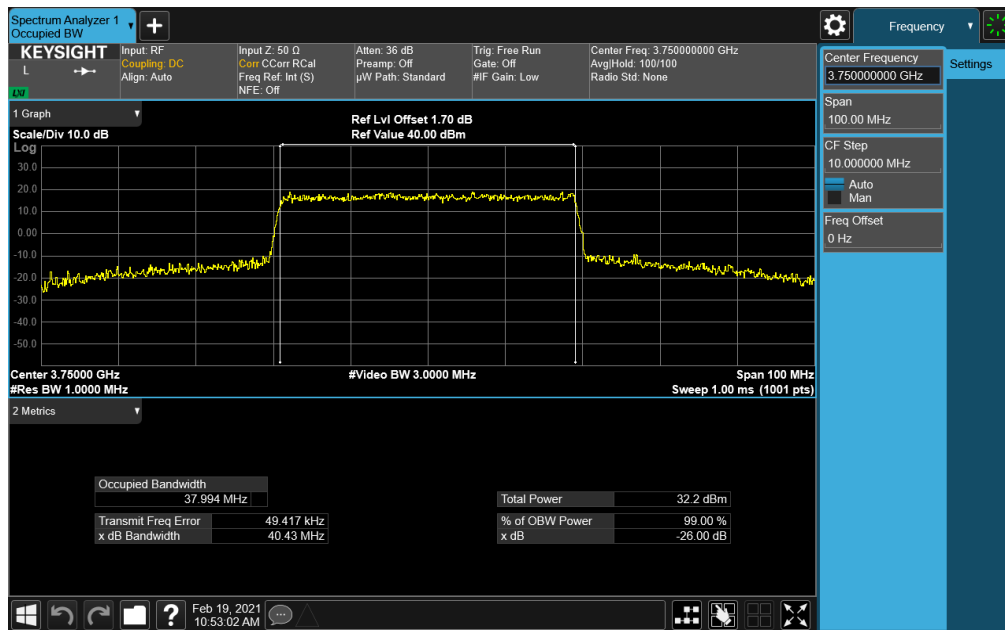 Spectrum Analyzer 1
Occupied BW
Frequency
KEYSIGHT
L
LXI
Input: RF
Coupling: DC
Align: Auto
Input Z: 50 Ω
Corr CCorr RCal
Freq Ref: Int (S)
NFE: Off
Atten: 36 dB
Preamp: Off
µW Path: Standard
Trig: Free Run
Gate: Off
#IF Gain: Low
Center Freq: 3.750000000 GHz
Avg|Hold: 100/100
Radio Std: None
Center Frequency
3.750000000 GHz
Settings
Span
100.00 MHz
CF Step
10.000000 MHz
Auto
Man
Freq Offset
0 Hz
1 Graph
Scale/Div 10.0 dB
Ref Lvl Offset 1.70 dB
Ref Value 40.00 dBm
Log
30.0
20.0
10.0
0.00
-10.0
-20.0
-30.0
-40.0
-50.0
Center 3.75000 GHz
#Video BW 3.0000 MHz
Span 100 MHz
#Res BW 1.0000 MHz
Sweep 1.00 ms (1001 pts)
2 Metrics
Occupied Bandwidth
37.994 MHz
Total Power 32.2 dBm
Transmit Freq Error 49.417 kHz
% of OBW Power 99.00 %
x dB Bandwidth 40.43 MHz
x dB -26.00 dB
?
Feb 19, 2021
10:53:02 AM